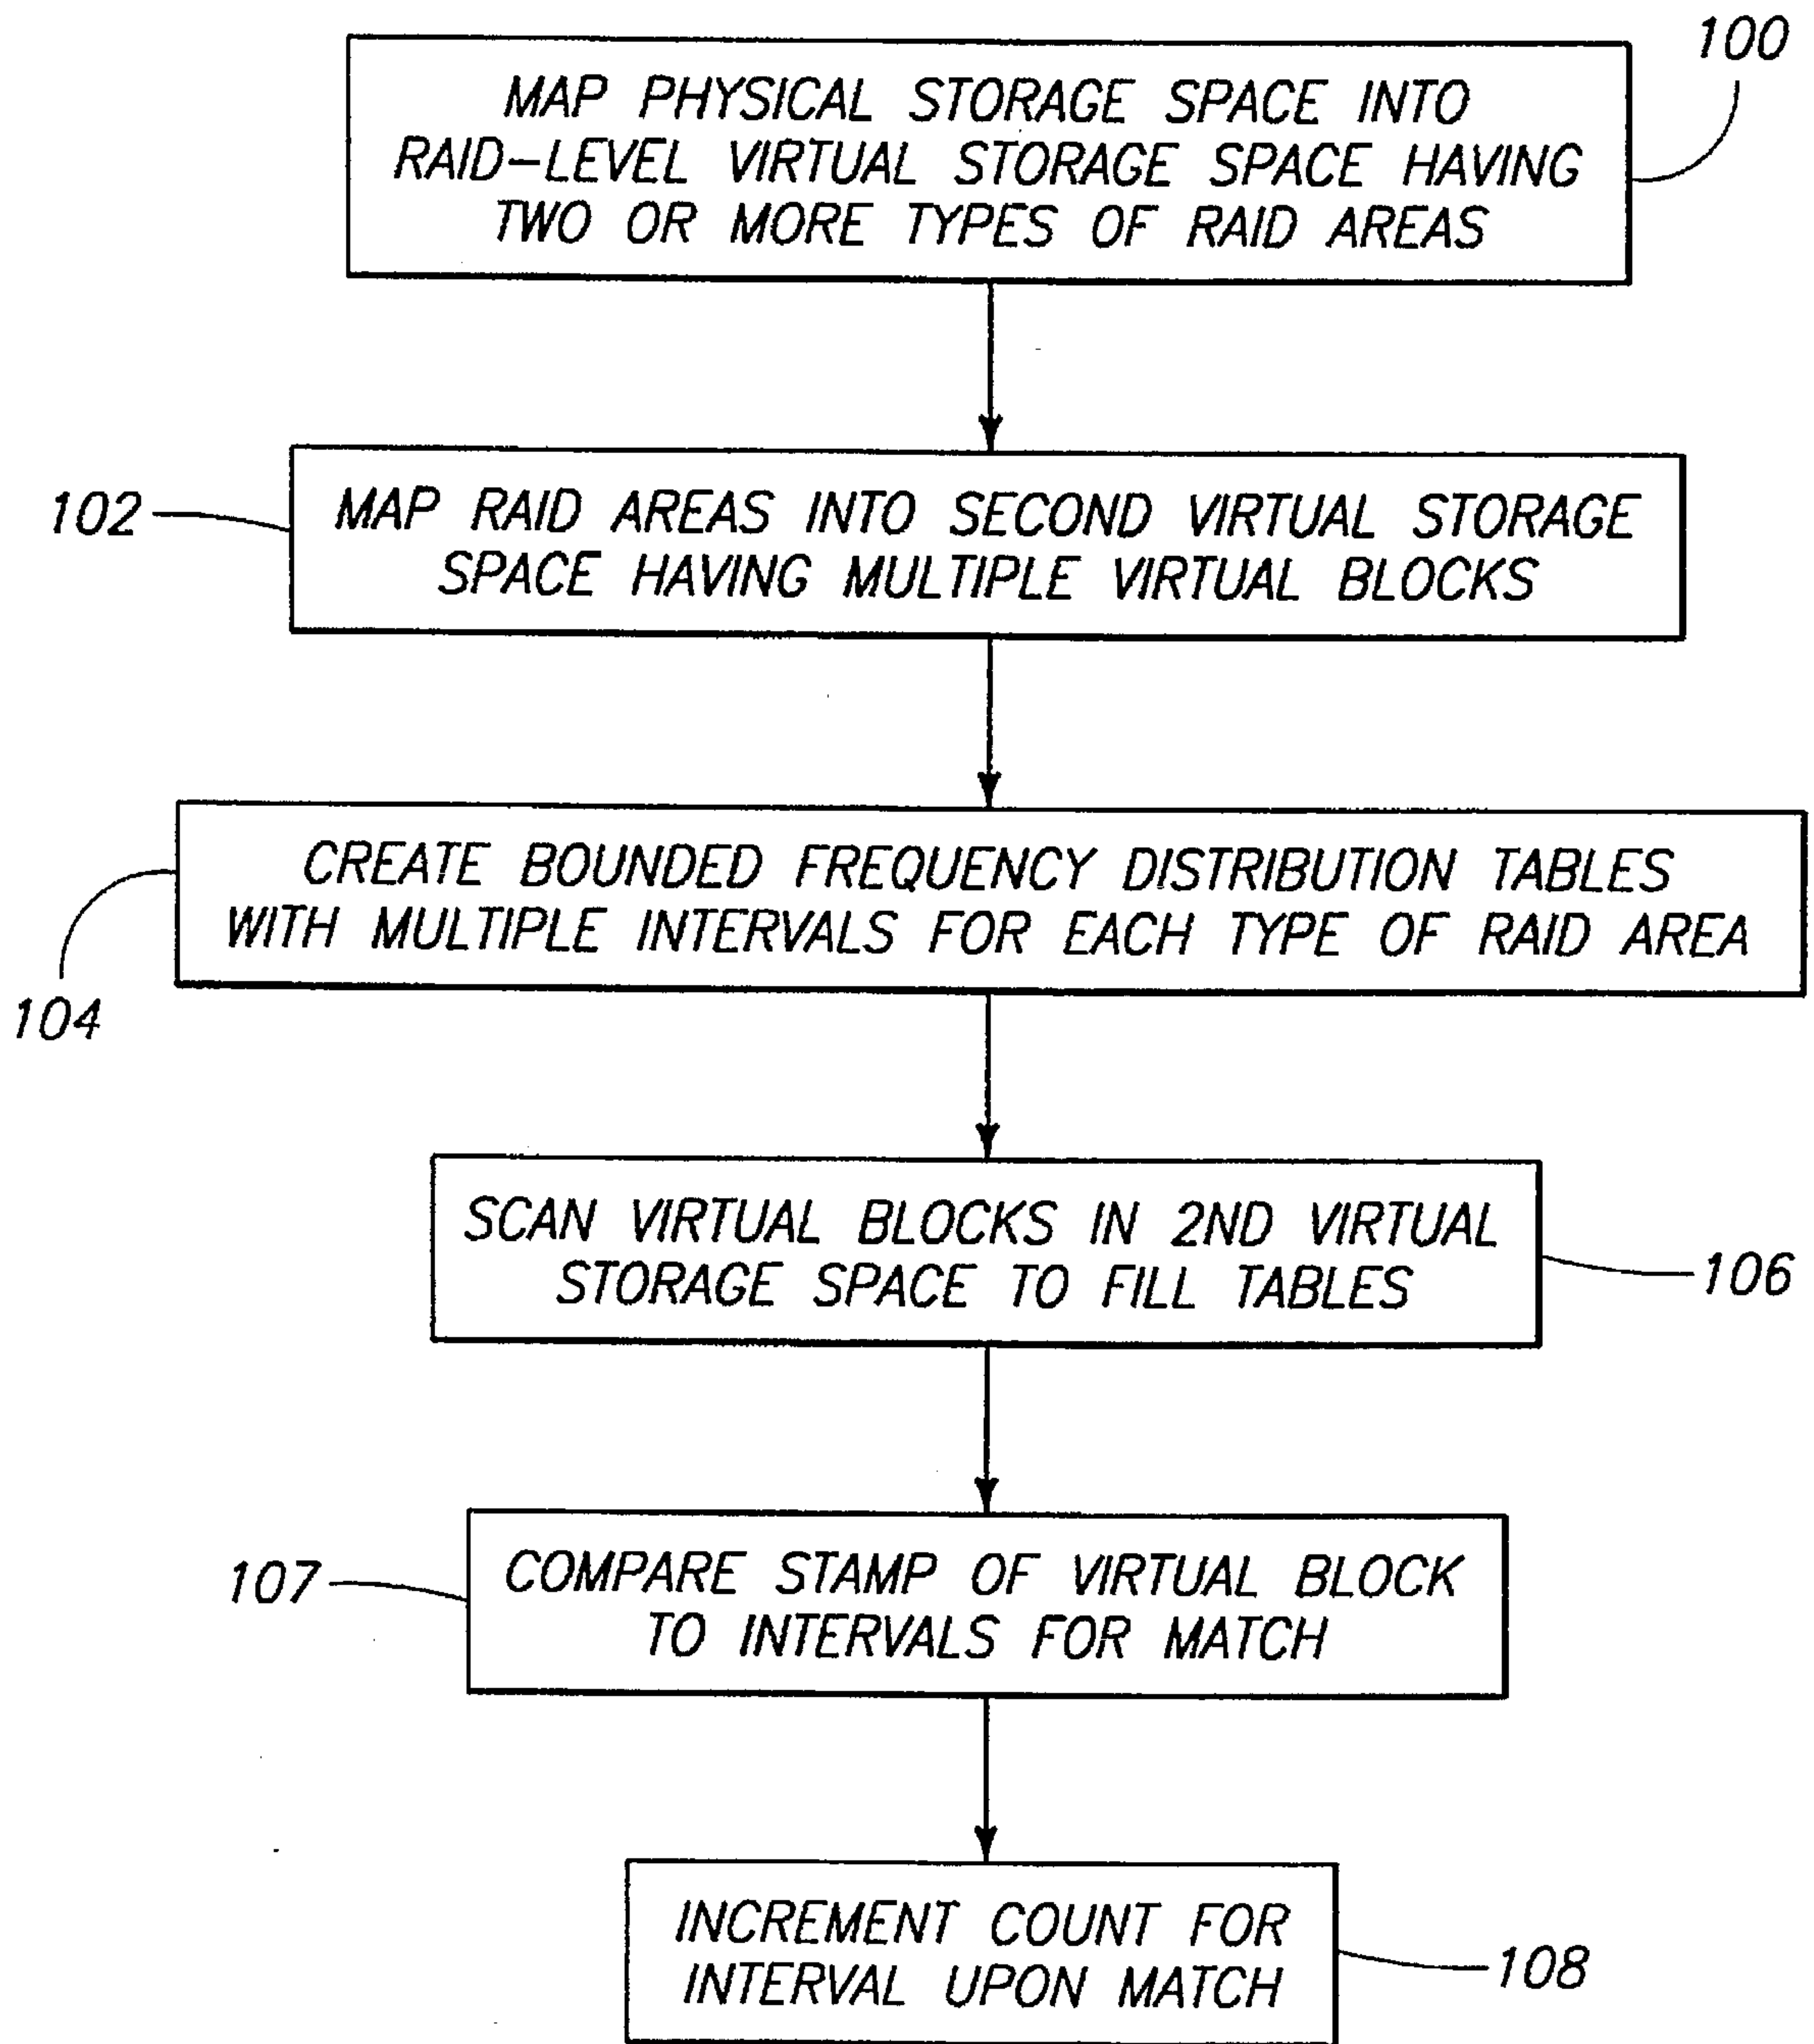 100
MAP PHYSICAL STORAGE SPACE INTO
RAID-LEVEL VIRTUAL STORAGE SPACE HAVING
TWO OR MORE TYPES OF RAID AREAS
102
MAP RAID AREAS INTO SECOND VIRTUAL STORAGE
SPACE HAVING MULTIPLE VIRTUAL BLOCKS
CREATE BOUNDED FREQUENCY DISTRIBUTION TABLES
WITH MULTIPLE INTERVALS FOR EACH TYPE OF RAID AREA
104
SCAN VIRTUAL BLOCKS IN 2ND VIRTUAL
STORAGE SPACE TO FILL TABLES
106
107
COMPARE STAMP OF VIRTUAL BLOCK
TO INTERVALS FOR MATCH
INCREMENT COUNT FOR
INTERVAL UPON MATCH
108